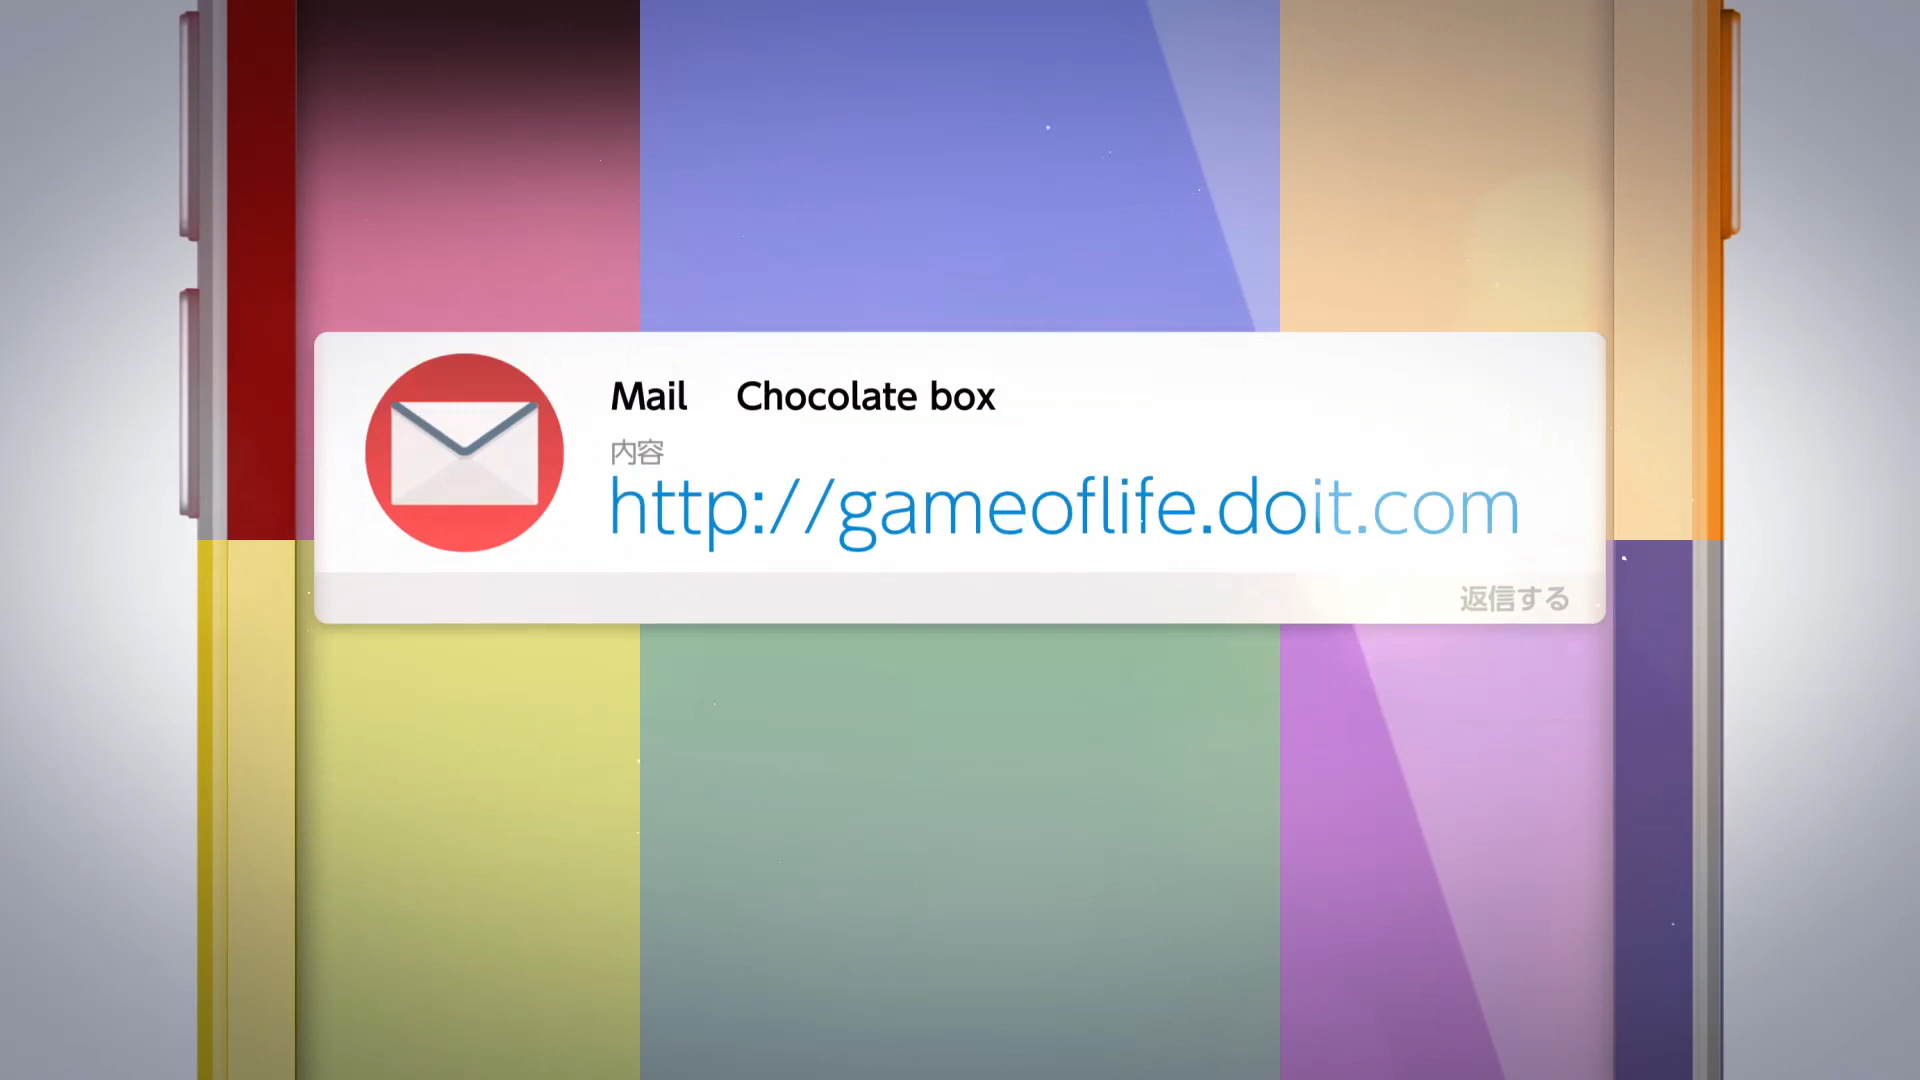 Mail　Chocolate box
内容
http://gameoflife.doit.com
返信する